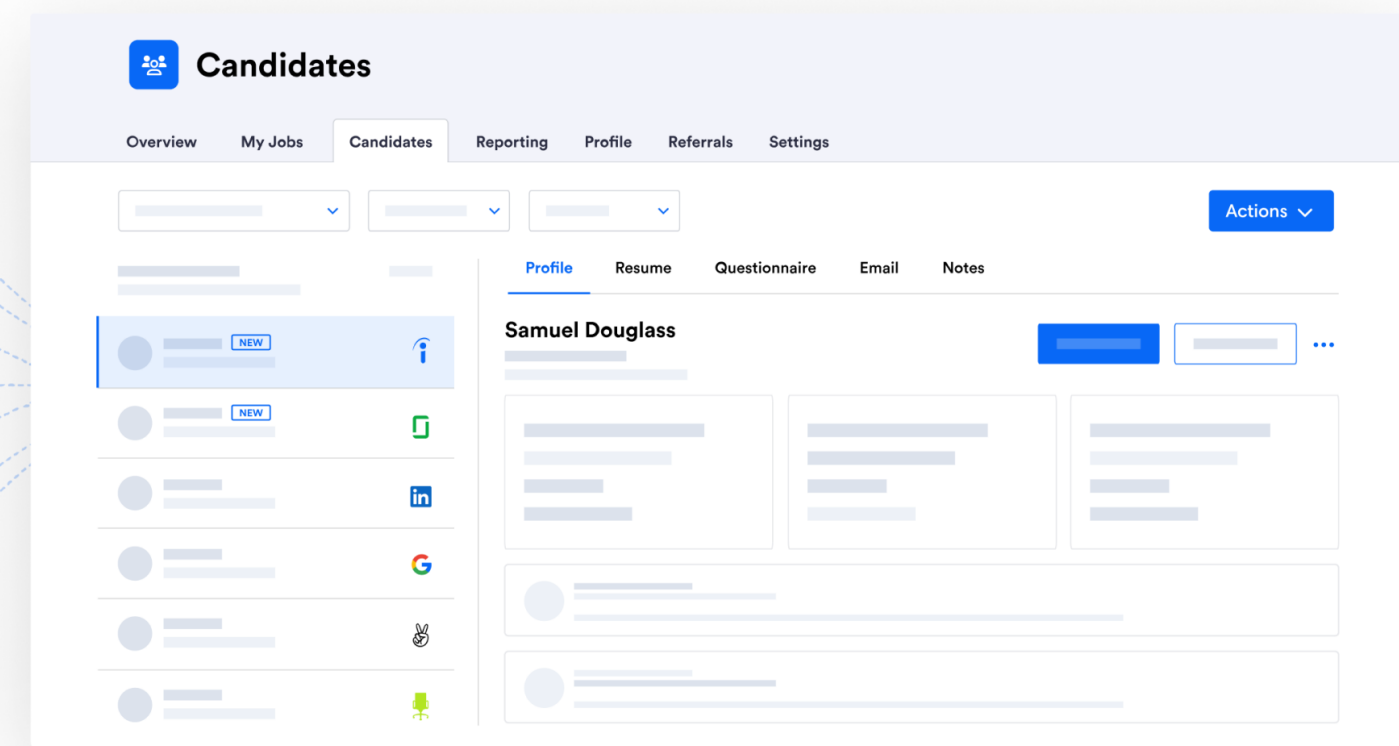 Candidates
Overview My Jobs Candidates Reporting Profile Referrals Settings
Actions
Profile Resume Questionnaire Email Notes
NEW
Samuel Douglass
NEW
in
G